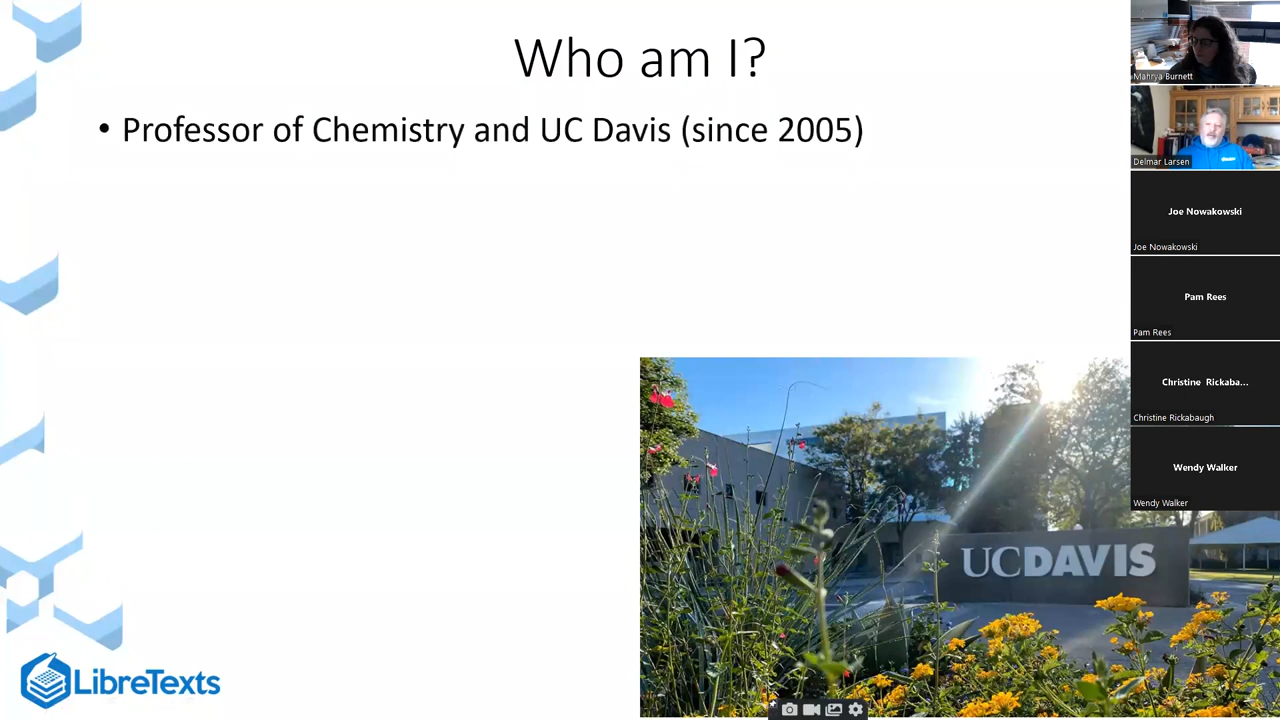 Who am I?
• Professor of Chemistry and UC Davis (since 2005)
UCDAVIS
LibreTexts
Mahrya Burnett
Delmar Larsen
Joe Nowakowski
Joe Nowakowski
Pam Rees
Pam Rees
Christine Rickaba...
Christine Rickabaugh
Wendy Walker
Wendy Walker